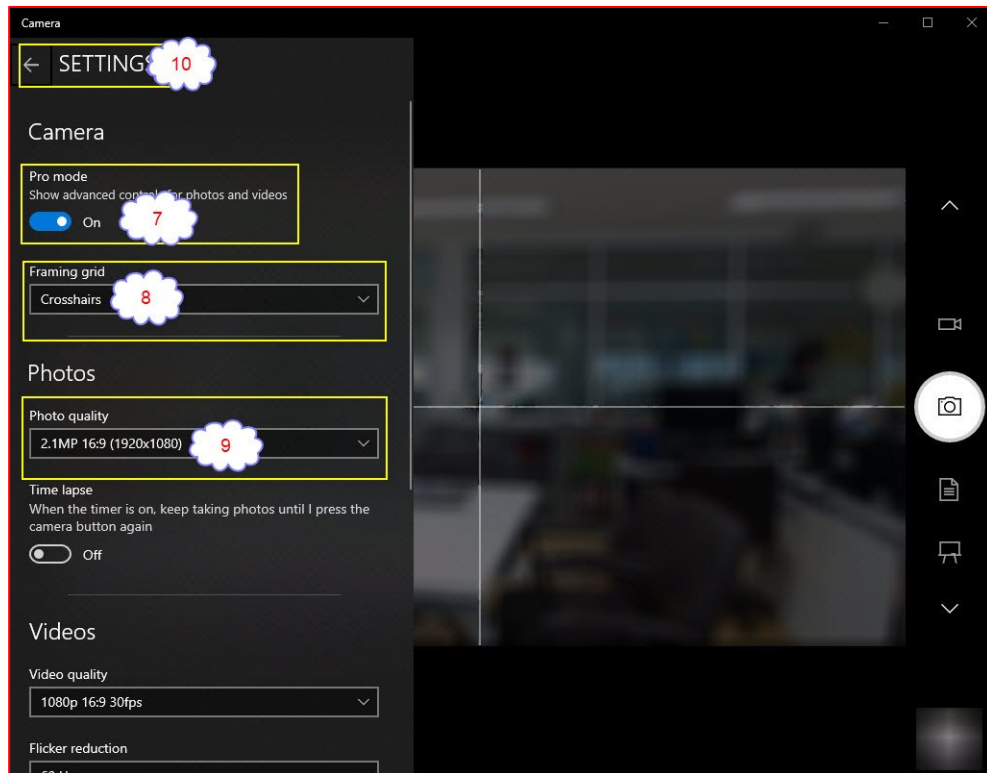 Camera
SETTINGS
10
Camera
Pro mode
Show advanced controls for photos and videos
On
7
Framing grid
Crosshairs
8
Photos
Photo quality
2.1MP 16:9 (1920x1080)
9
Time lapse
When the timer is on, keep taking photos until I press the
camera button again
Off
Videos
Video quality
1080p 16:9 30fps
Flicker reduction